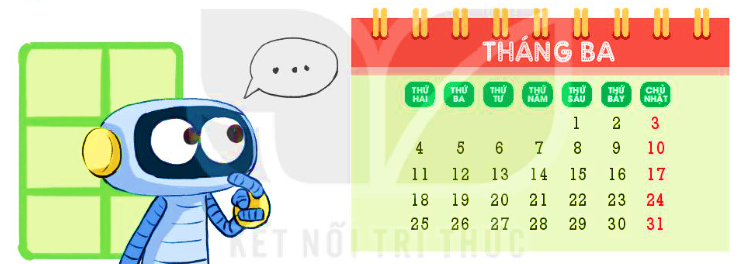 ...
THÁNG BA
THỨ HAI THỨ BA THỨ TƯ THỨ NĂM THỨ SÁU THỨ BẢY CHỦ NHẬT
1 2 3
4 5 6 7 8 9 10
11 12 13 14 15 16 17
18 19 20 21 22 23 24
25 26 27 28 29 30 31
KẾT NỐI TRI THỨC